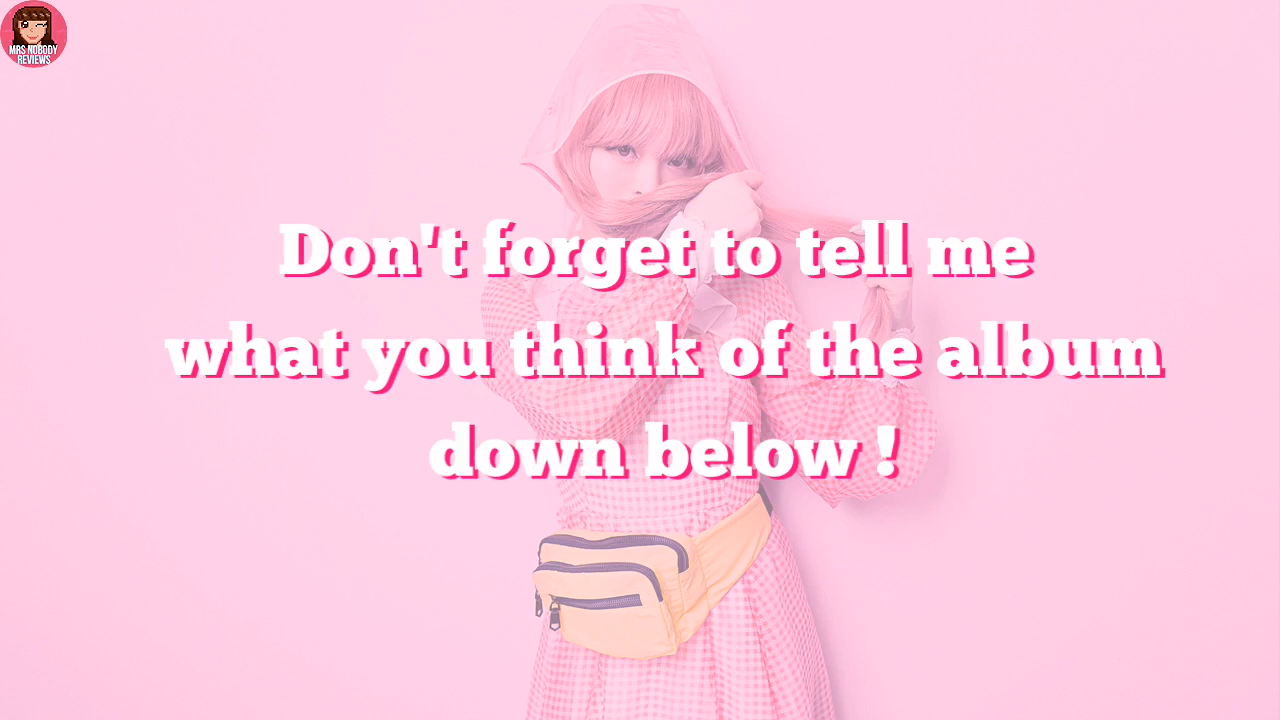 MRS NOBODY
REVIEWS
Don't forget to tell me
what you think of the album
down below !